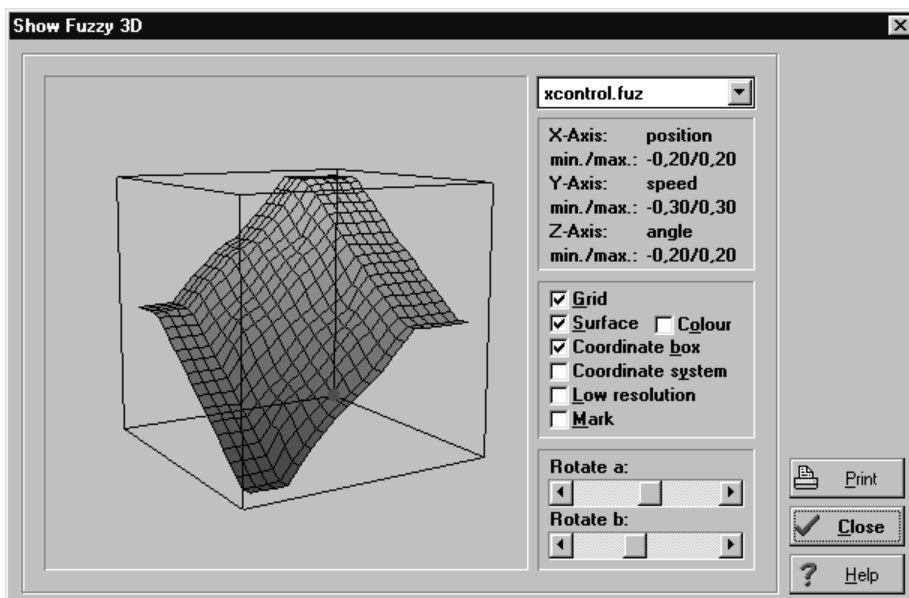 Show Fuzzy 3D
xcontrol.fuz
X-Axis: position
min./max.: -0,20/0,20
Y-Axis: speed
min./max.: -0,30/0,30
Z-Axis: angle
min./max.: -0,20/0,20
Grid
Surface Colour
Coordinate box
Coordinate system
Low resolution
Mark
Rotate a:
Rotate b:
Print
Close
Help